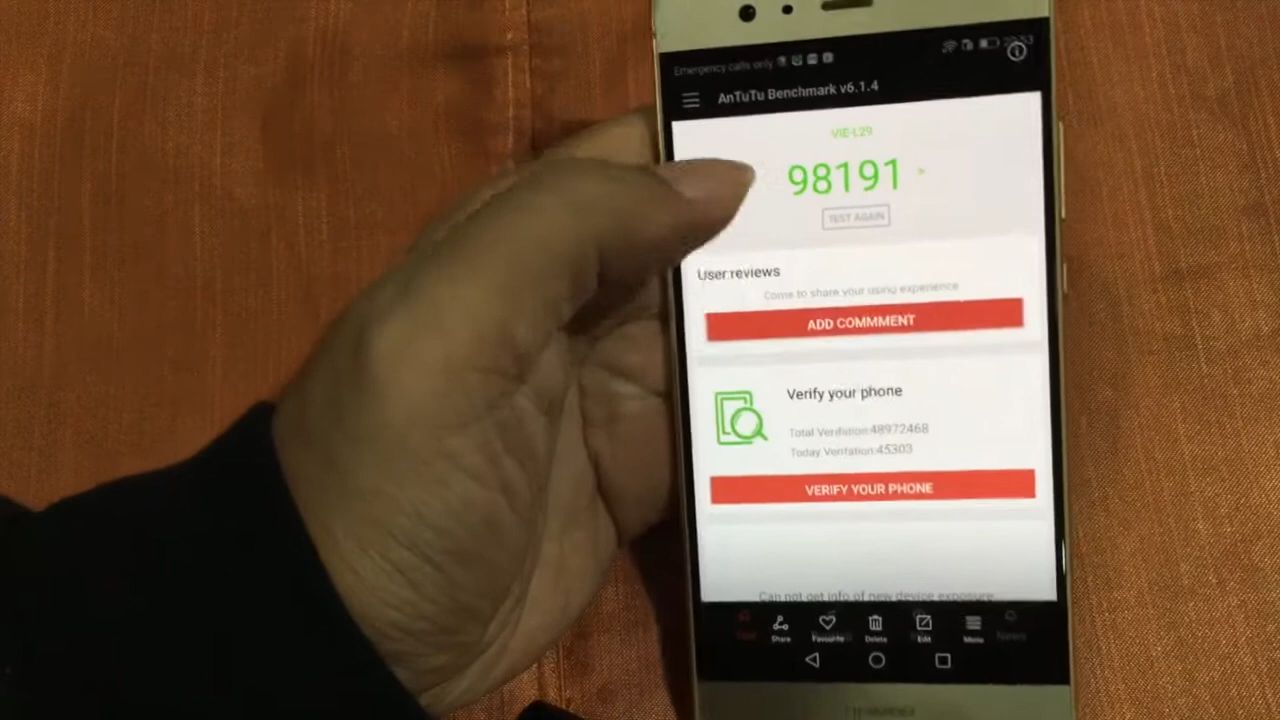 Emergency calls only
AnTuTu Benchmark v6.1.4
VIE-L29
98191
TEST AGAIN
User reviews
Come to share your using experience
ADD COMMMENT
Verify your phone
Total Verifation:48972468
Today Verifation:45303
VERIFY YOUR PHONE
Can not get info of new device exposure
Share Favourite Delete Edit Menu